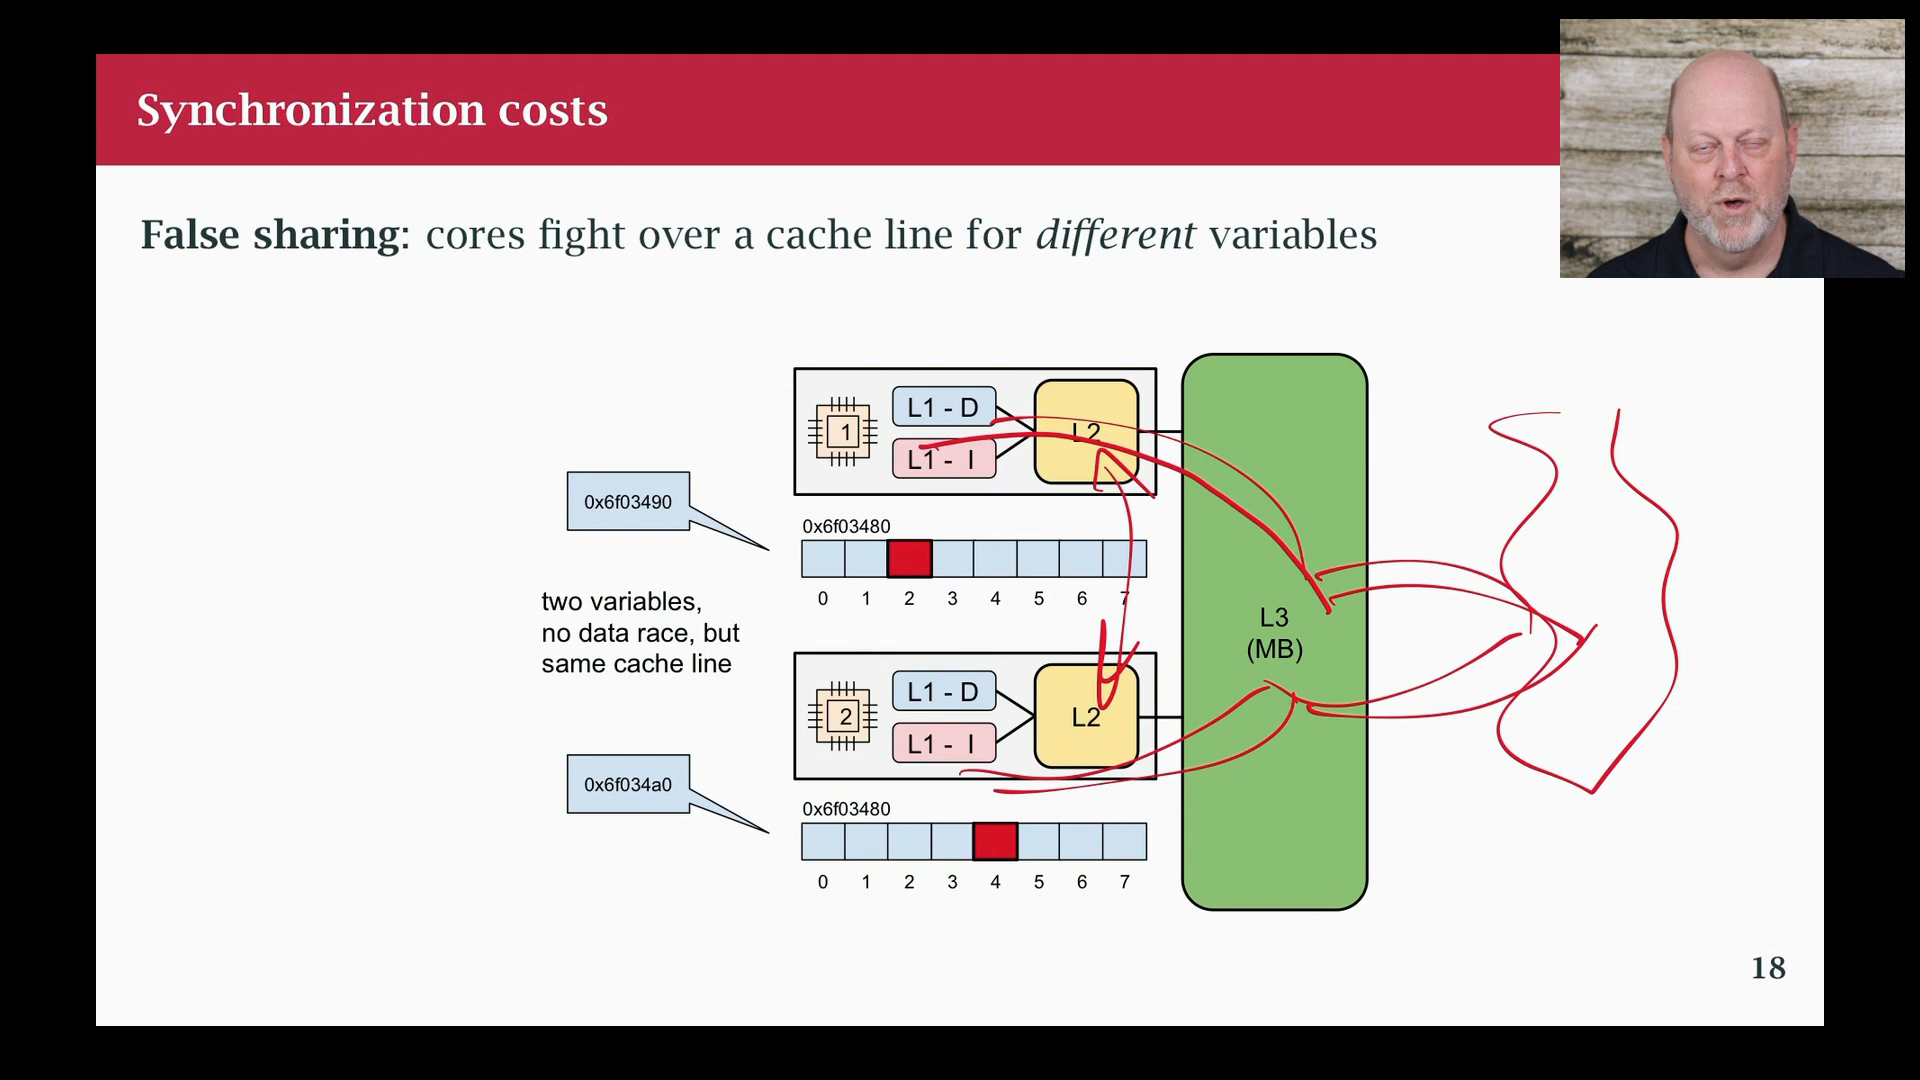 Synchronization costs
False sharing: cores fight over a cache line for different variables
1
L1 - D
L1 - I
L2
0x6f03490
0x6f03480
0 1 2 3 4 5 6 7
two variables,
no data race, but
same cache line
L3
(MB)
2
L1 - D
L1 - I
L2
0x6f034a0
0x6f03480
0 1 2 3 4 5 6 7
18